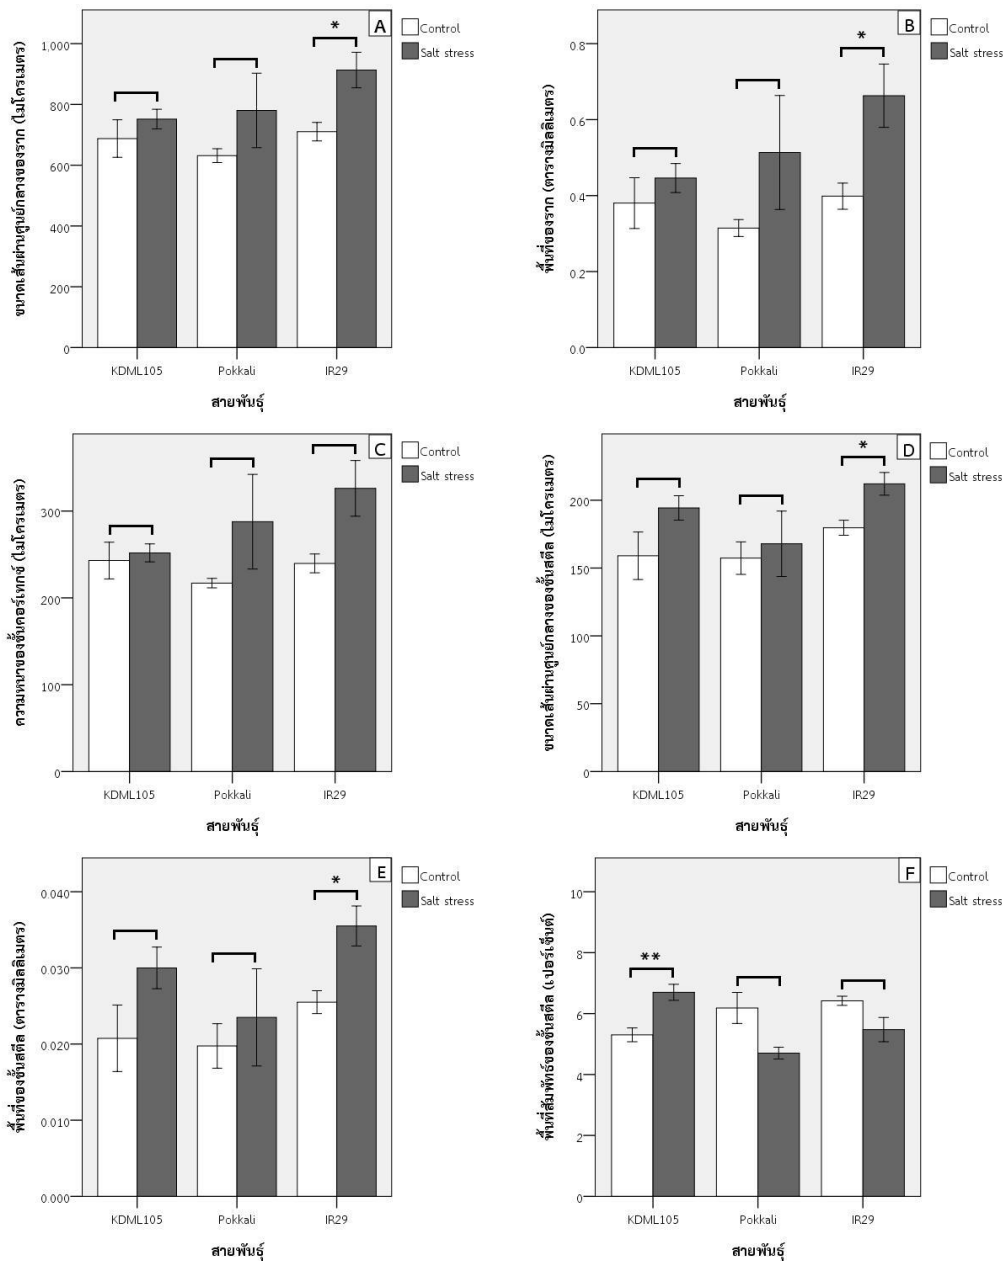 A
Control
Salt stress
*
1,000
800
600
400
200
0
ขนาดเส้นผ่านศูนย์กลางของราก (ไมโครเมตร)
KDML105 Pokkali IR29
สายพันธุ์
B
Control
Salt stress
*
0.8
0.6
0.4
0.2
0.0
พื้นที่ของราก (ตารางมิลลิเมตร)
KDML105 Pokkali IR29
สายพันธุ์
C
Control
Salt stress
300
200
100
0
ความหนาของชั้นคอร์เทกซ์ (ไมโครเมตร)
KDML105 Pokkali IR29
สายพันธุ์
D
Control
Salt stress
*
200
150
100
50
0
ขนาดเส้นผ่านศูนย์กลางของชั้นสตีล (ไมโครเมตร)
KDML105 Pokkali IR29
สายพันธุ์
E
Control
Salt stress
*
0.040
0.030
0.020
0.010
0.000
พื้นที่ของชั้นสตีล (ตารางมิลลิเมตร)
KDML105 Pokkali IR29
สายพันธุ์
F
Control
Salt stress
**
10
8
6
4
2
0
พื้นที่สัมพัทธ์ของชั้นสตีล (เปอร์เซ็นต์)
KDML105 Pokkali IR29
สายพันธุ์